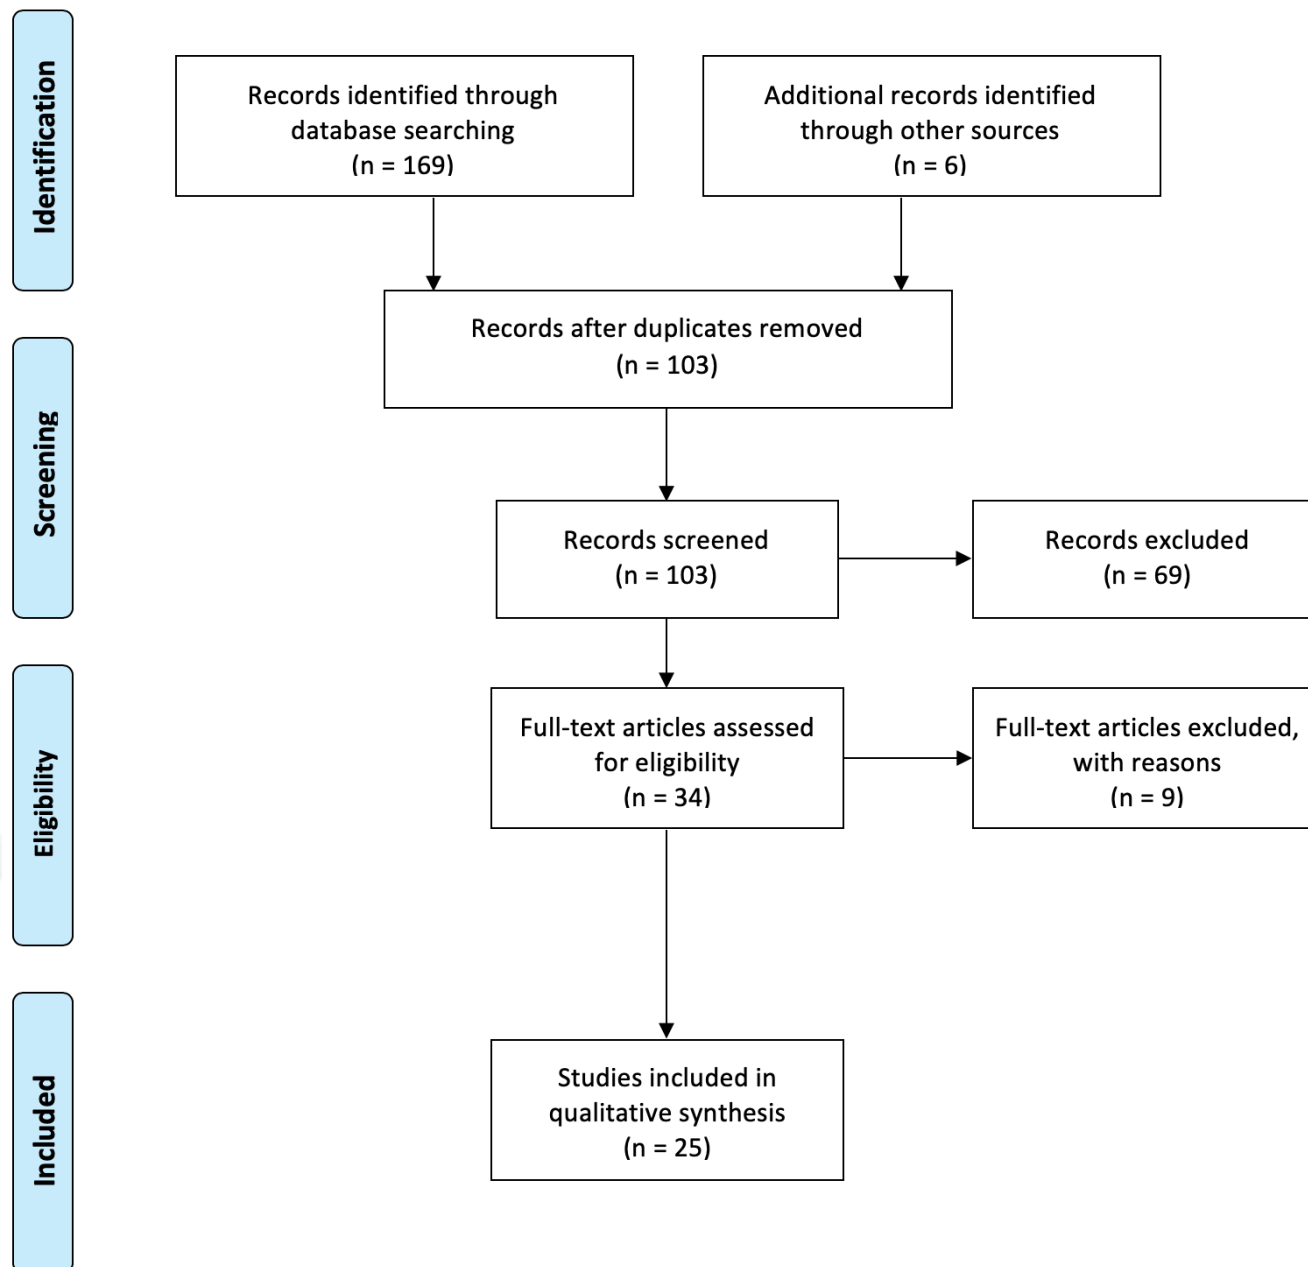 Identification
Records identified through
database searching
(n = 169)
Additional records identified
through other sources
(n = 6)
Records after duplicates removed
(n = 103)
Screening
Records screened
(n = 103)
Records excluded
(n = 69)
Eligibility
Full-text articles assessed
for eligibility
(n = 34)
Full-text articles excluded,
with reasons
(n = 9)
Included
Studies included in
qualitative synthesis
(n = 25)